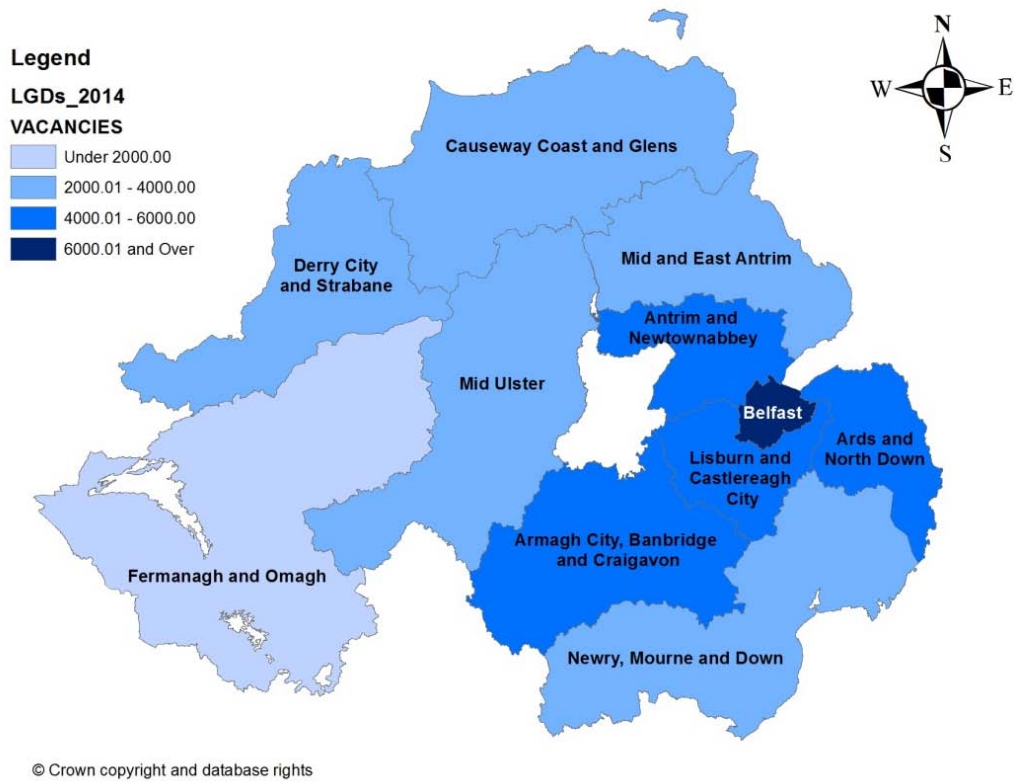 Legend
LGDs_2014
VACANCIES
Under 2000.00
2000.01 - 4000.00
4000.01 - 6000.00
6000.01 and Over
N
W
E
S
Causeway Coast and Glens
Derry City
and Strabane
Mid and East Antrim
Antrim and
Newtownabbey
Mid Ulster
Belfast
Ards and
North Down
Lisburn and
Castlereagh
City
Armagh City, Banbridge
and Craigavon
Fermanagh and Omagh
Newry, Mourne and Down
© Crown copyright and database rights